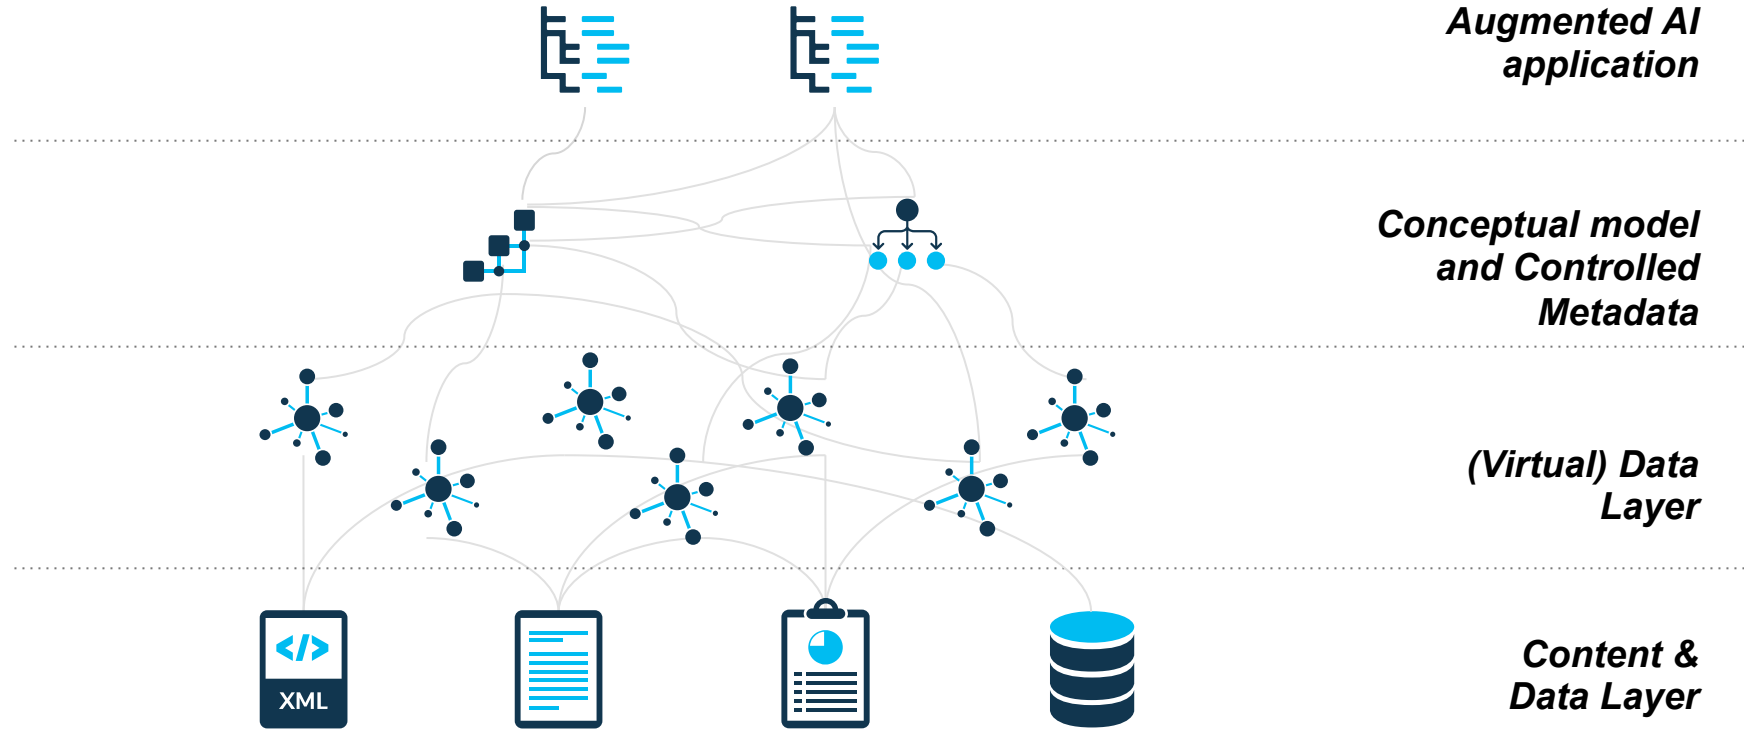 Augmented AI
application
Conceptual model
and Controlled
Metadata
(Virtual) Data
Layer
</>
XML
Content &
Data Layer